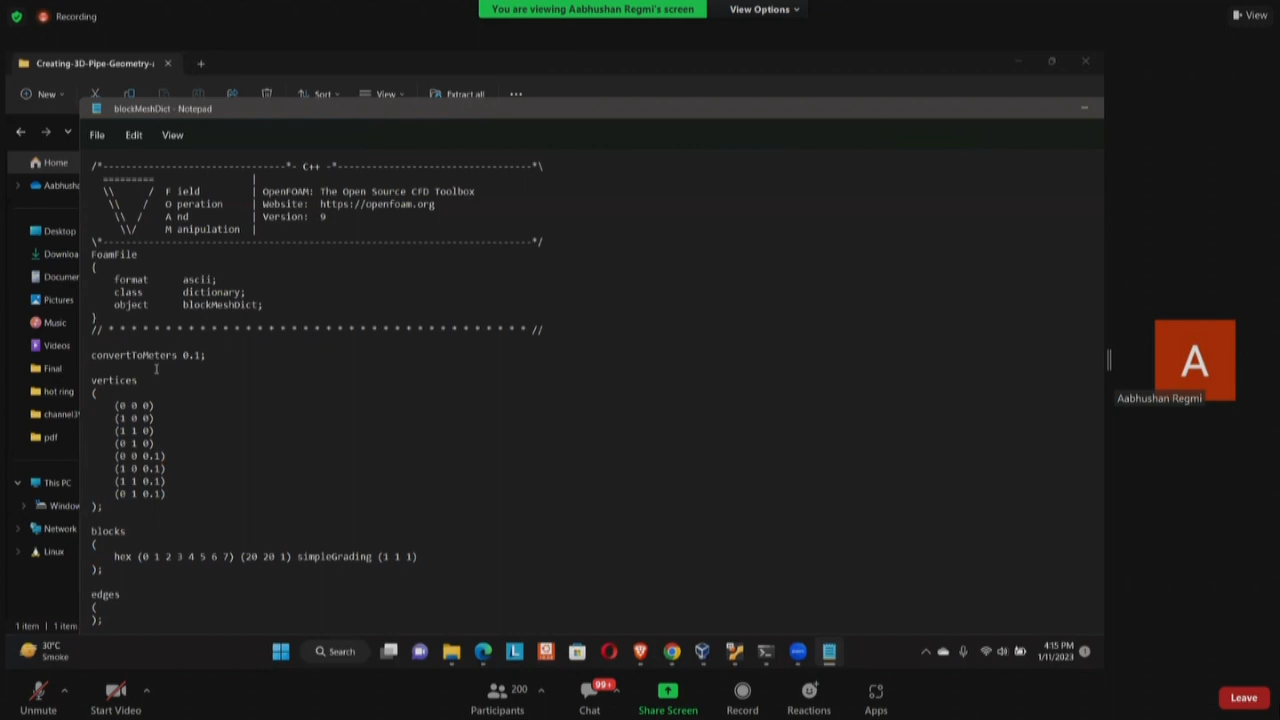 Recording
You are viewing Aabhushan Regmi's screen
View Options
View
Creating-3D-Pipe-Geometry-
New
Sort
View
Extract all
blockMeshDict - Notepad
File
Edit
View
Home
Aabhusha
Desktop
Downloa
Documen
Pictures
Music
Videos
Final
hot ring
channel3
pdf
This PC
Window
Network
Linux
1 item
1 item
/*--------------------------------*- C++ -*----------------------------------*\
=========                 |
\\      /  F ield         | OpenFOAM: The Open Source CFD Toolbox
\\    /   O peration     | Website:  https://openfoam.org
\\  /    A nd           | Version:  9
\\/     M anipulation  |
\*---------------------------------------------------------------------------*/
FoamFile
{
format      ascii;
class       dictionary;
object      blockMeshDict;
}
// * * * * * * * * * * * * * * * * * * * * * * * * * * * * * * * * * * * * * //
convertToMeters 0.1;
vertices
(
(0 0 0)
(1 0 0)
(1 1 0)
(0 1 0)
(0 0 0.1)
(1 0 0.1)
(1 1 0.1)
(0 1 0.1)
);
blocks
(
hex (0 1 2 3 4 5 6 7) (20 20 1) simpleGrading (1 1 1)
);
edges
(
);
A
Aabhushan Regmi
30°C
Smoke
Search
4:15 PM
1/11/2023
Unmute
Start Video
200
Participants
99+
Chat
Share Screen
Record
Reactions
Apps
Leave